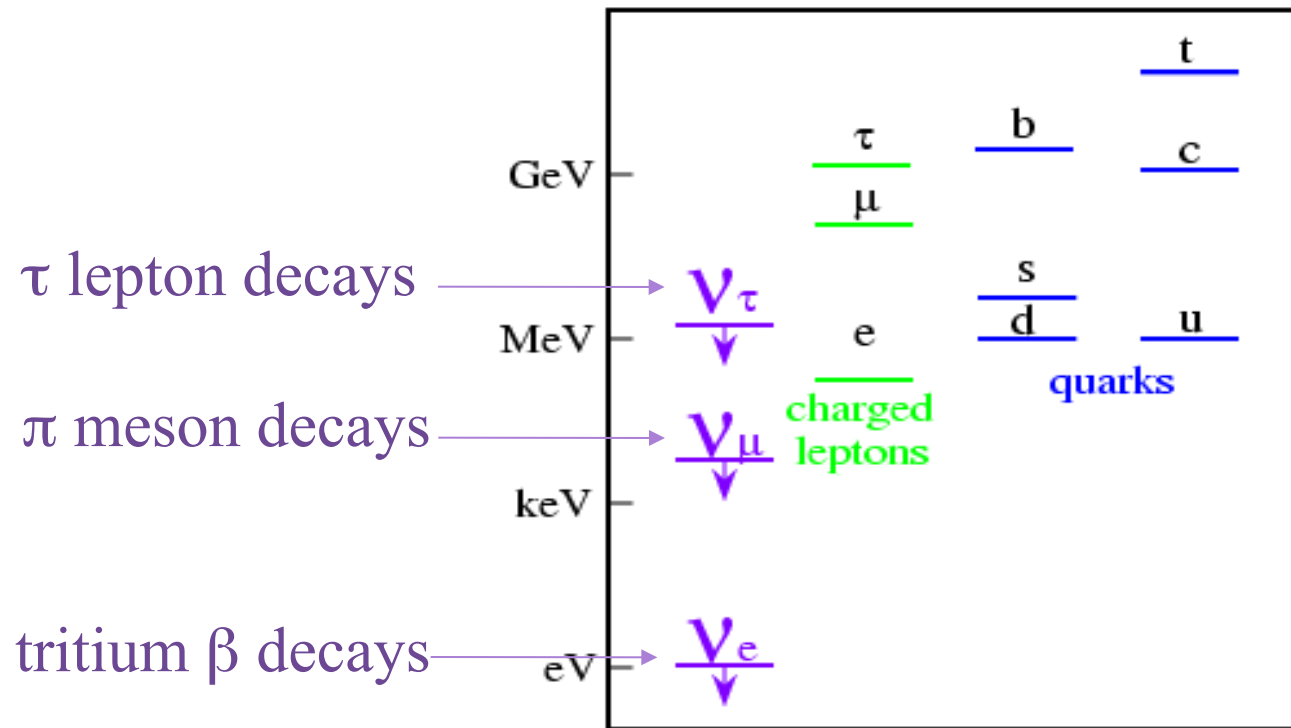 t
b
τ
c
GeV
μ
τ lepton decays
ντ
s
MeV
e
d
u
quarks
charged
leptons
π meson decays
νμ
keV
tritium β decays
eV
νe